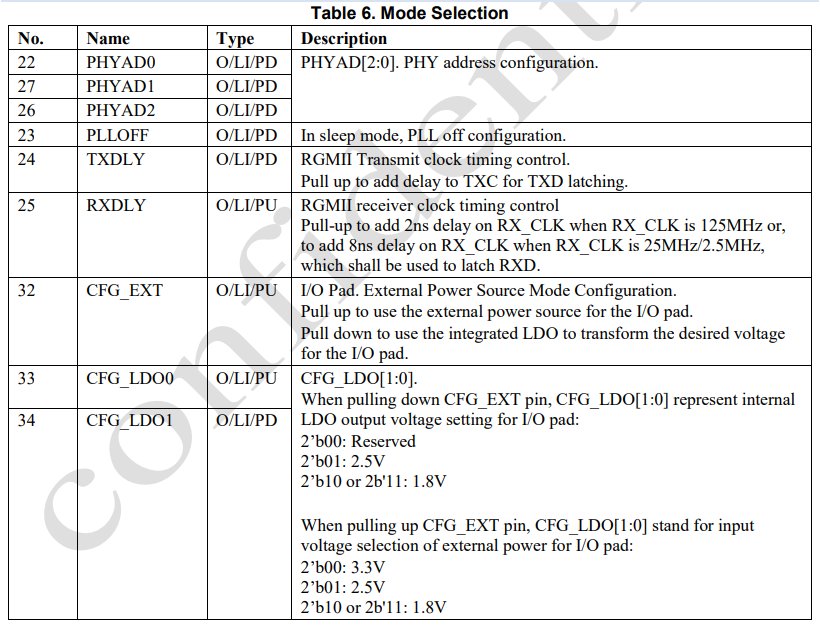 Table 6. Mode Selection
No. Name Type Description
22 PHYAD0 O/LI/PD PHYAD[2:0]. PHY address configuration.
27 PHYAD1 O/LI/PD
26 PHYAD2 O/LI/PD
23 PLLOFF O/LI/PD In sleep mode, PLL off configuration.
24 TXDLY O/LI/PD RGMII Transmit clock timing control.
Pull up to add delay to TXC for TXD latching.
25 RXDLY O/LI/PU RGMII receiver clock timing control
Pull-up to add 2ns delay on RX_CLK when RX_CLK is 125MHz or,
to add 8ns delay on RX_CLK when RX_CLK is 25MHz/2.5MHz,
which shall be used to latch RXD.
32 CFG_EXT O/LI/PU I/O Pad. External Power Source Mode Configuration.
Pull up to use the external power source for the I/O pad.
Pull down to use the integrated LDO to transform the desired voltage
for the I/O pad.
33 CFG_LDO0 O/LI/PU CFG_LDO[1:0].
When pulling down CFG_EXT pin, CFG_LDO[1:0] represent internal
34 CFG_LDO1 O/LI/PD LDO output voltage setting for I/O pad:
2’b00: Reserved
2’b01: 2.5V
2’b10 or 2b'11: 1.8V
When pulling up CFG_EXT pin, CFG_LDO[1:0] stand for input
voltage selection of external power for I/O pad:
2’b00: 3.3V
2’b01: 2.5V
2’b10 or 2b'11: 1.8V
confidenti